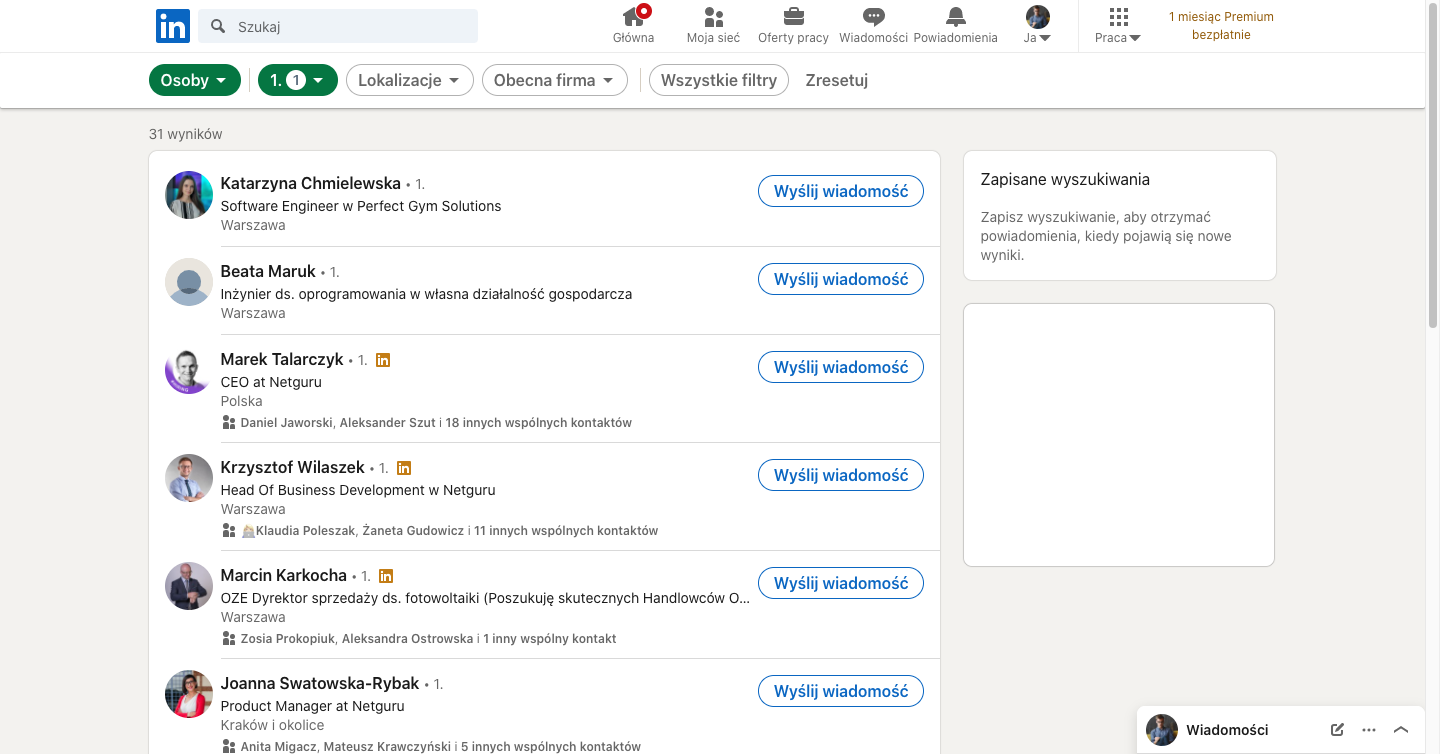 in
Szukaj
Główna
Moja sieć
Oferty pracy
Wiadomości
Powiadomienia
Ja
Praca
1 miesiąc Premium
bezpłatnie
Osoby
1. 1
Lokalizacje
Obecna firma
Wszystkie filtry
Zresetuj
31 wyników
Katarzyna Chmielewska • 1.
Software Engineer w Perfect Gym Solutions
Warszawa
Wyślij wiadomość
Beata Maruk • 1.
Inżynier ds. oprogramowania w własna działalność gospodarcza
Warszawa
Wyślij wiadomość
Marek Talarczyk • 1. in
CEO at Netguru
Polska
Daniel Jaworski, Aleksander Szut i 18 innych wspólnych kontaktów
Wyślij wiadomość
Krzysztof Wilaszek • 1. in
Head Of Business Development w Netguru
Warszawa
Klaudia Poleszak, Żaneta Gudowicz i 11 innych wspólnych kontaktów
Wyślij wiadomość
Marcin Karkocha • 1. in
OZE Dyrektor sprzedaży ds. fotowoltaiki (Poszukuję skutecznych Handlowców O...
Warszawa
Zosia Prokopiuk, Aleksandra Ostrowska i 1 inny wspólny kontakt
Wyślij wiadomość
Joanna Swatowska-Rybak • 1.
Product Manager at Netguru
Kraków i okolice
Anita Migacz, Mateusz Krawczyński i 5 innych wspólnych kontaktów
Wyślij wiadomość
Zapisane wyszukiwania
Zapisz wyszukiwanie, aby otrzymać
powiadomienia, kiedy pojawią się nowe
wyniki.
Wiadomości